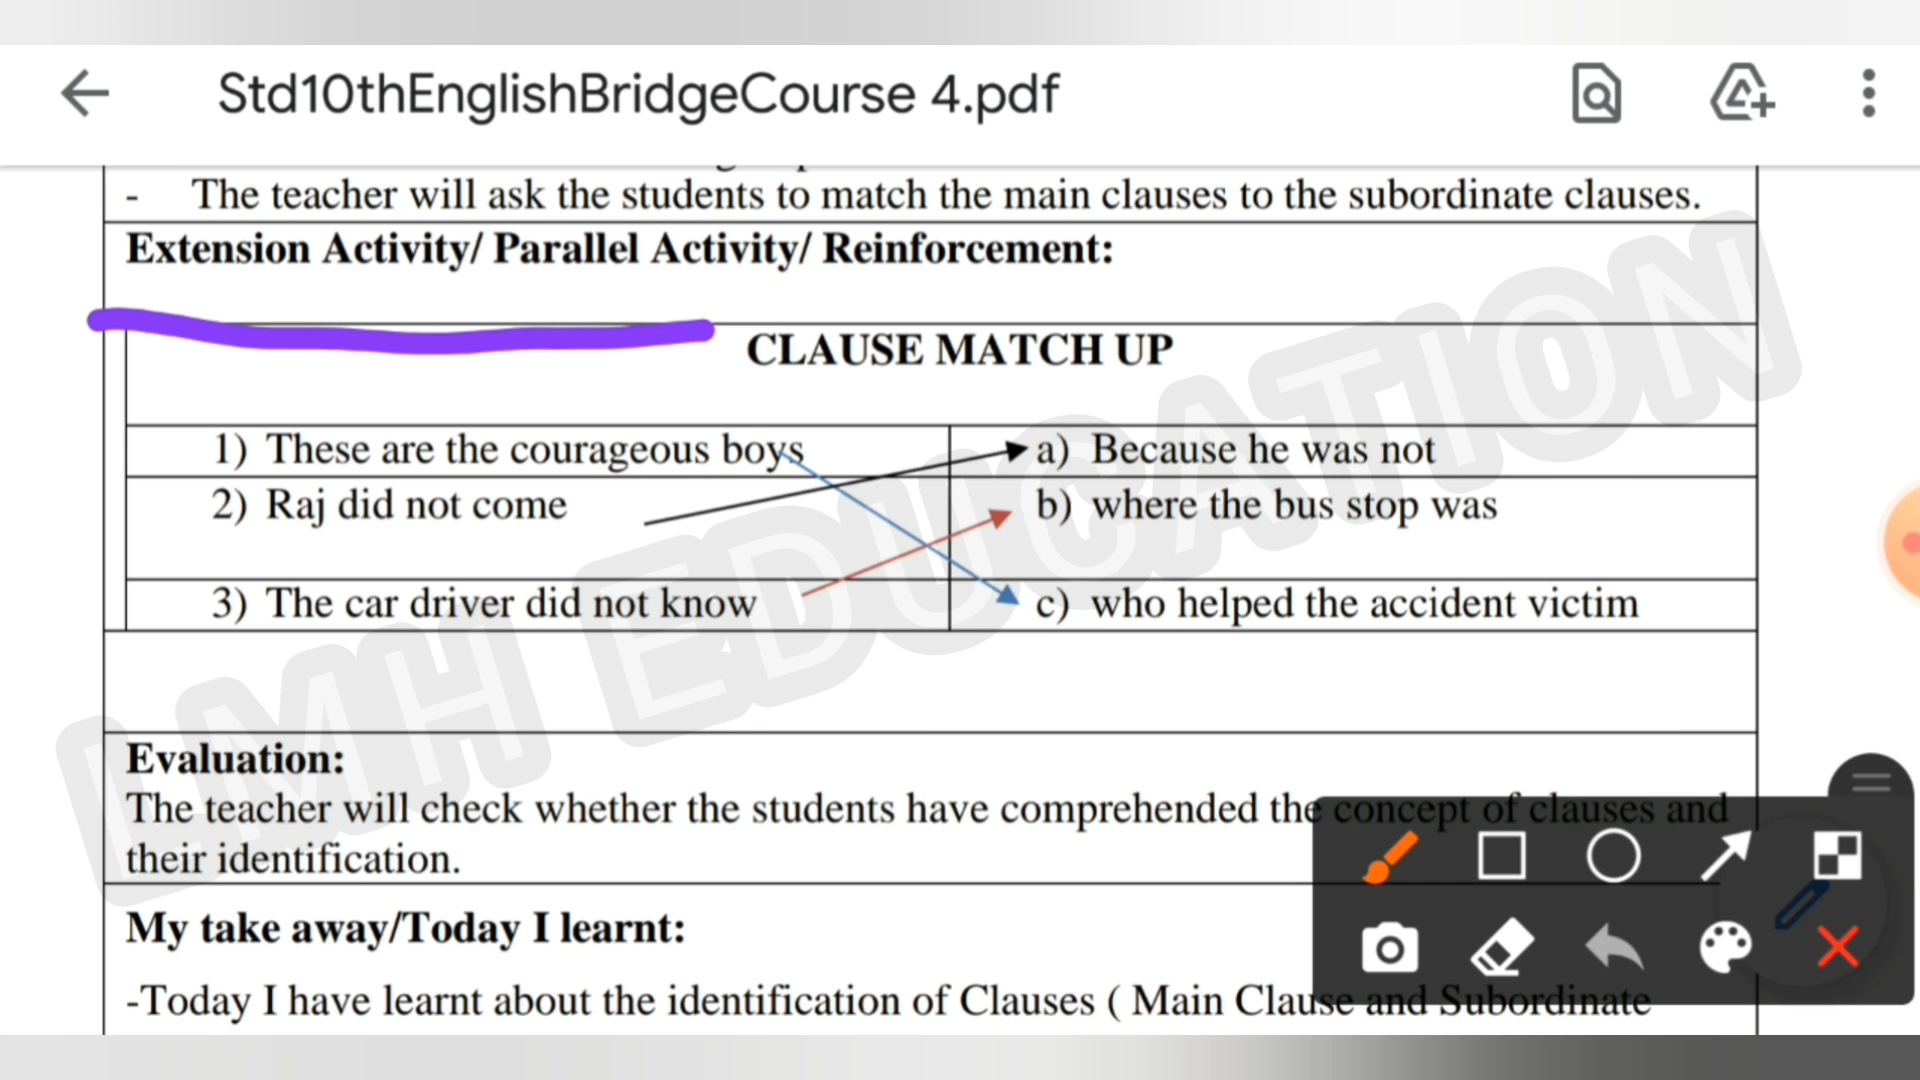 Std10thEnglishBridgeCourse 4.pdf
- The teacher will ask the students to match the main clauses to the subordinate clauses.
Extension Activity/ Parallel Activity/ Reinforcement:
CLAUSE MATCH UP
1) These are the courageous boys
a) Because he was not
2) Raj did not come
b) where the bus stop was
3) The car driver did not know
c) who helped the accident victim
LMH EDUCATION
Evaluation:
The teacher will check whether the students have comprehended the concept of clauses and
their identification.
My take away/Today I learnt:
-Today I have learnt about the identification of Clauses ( Main Clause and Subordinate